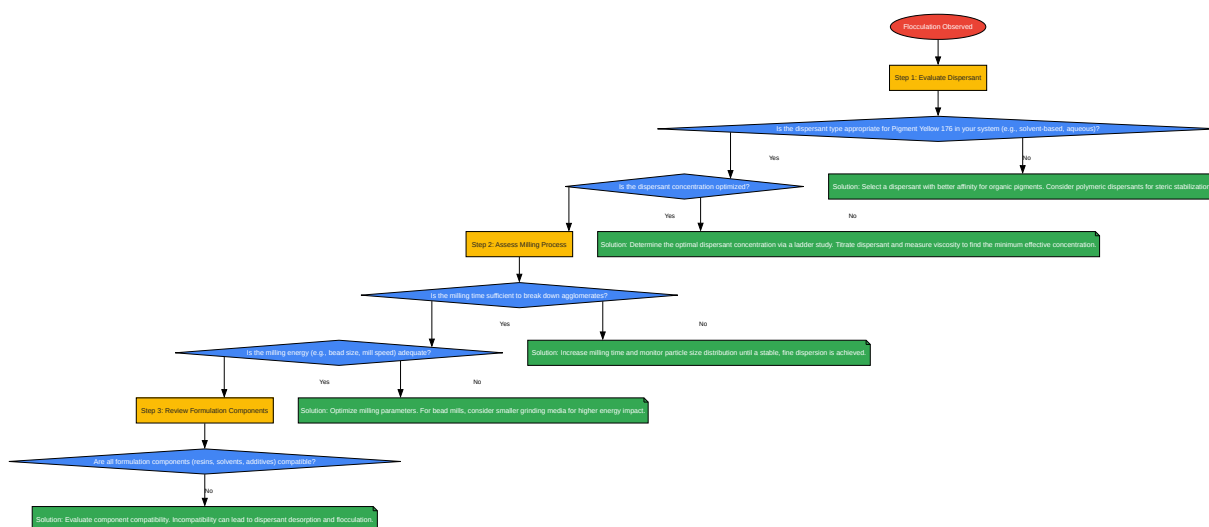 Flocculation Observed
Step 1: Evaluate Dispersant
Is the dispersant type appropriate for Pigment Yellow 176 in your system (e.g., solvent-based, aqueous)?
Yes
No
Is the dispersant concentration optimized?
Solution: Select a dispersant with better affinity for organic pigments. Consider polymeric dispersants for steric stabilization
Yes
No
Step 2: Assess Milling Process
Solution: Determine the optimal dispersant concentration via a ladder study. Titrate dispersant and measure viscosity to find the minimum effective concentration.
Is the milling time sufficient to break down agglomerates?
Yes
No
Is the milling energy (e.g., bead size, mill speed) adequate?
Solution: Increase milling time and monitor particle size distribution until a stable, fine dispersion is achieved.
Yes
No
Step 3: Review Formulation Components
Solution: Optimize milling parameters. For bead mills, consider smaller grinding media for higher energy impact.
Are all formulation components (resins, solvents, additives) compatible?
No
Solution: Evaluate component compatibility. Incompatibility can lead to dispersant desorption and flocculation.